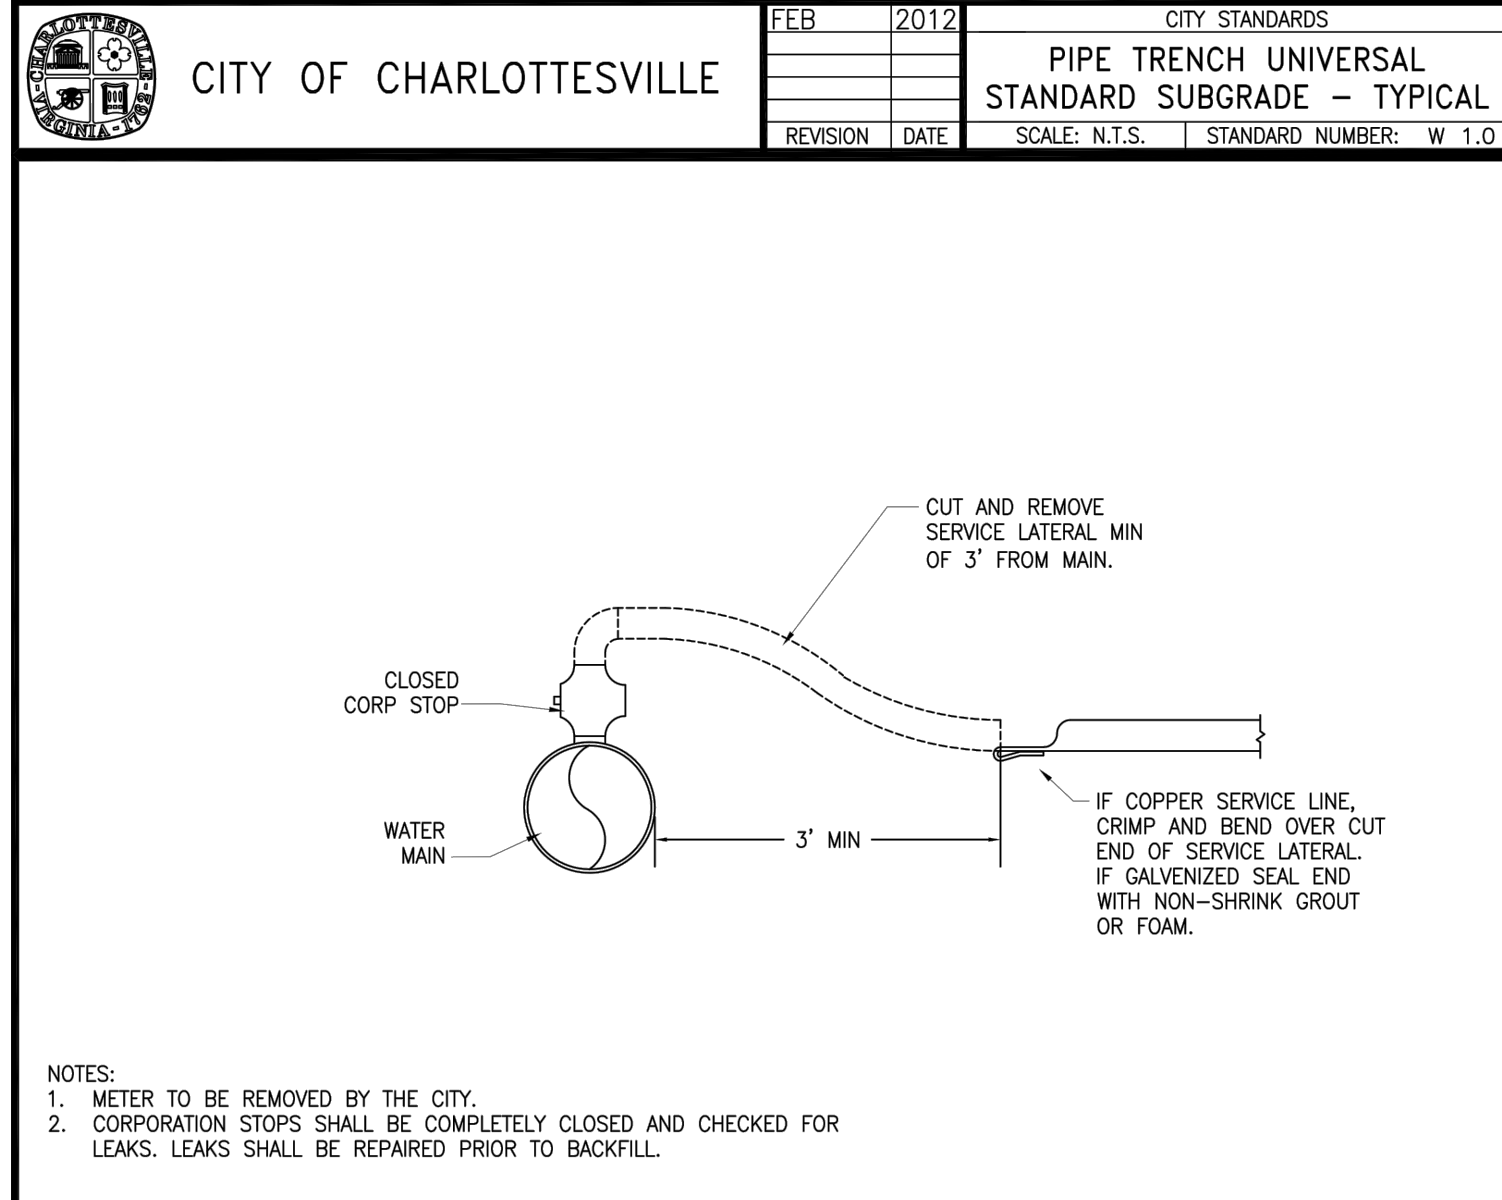 CHARLOTTESVILLE
VIRGINIA-1762
CITY OF CHARLOTTESVILLE
FEB 2012
REVISION DATE
CITY STANDARDS
PIPE TRENCH UNIVERSAL
STANDARD SUBGRADE – TYPICAL
SCALE: N.T.S. STANDARD NUMBER: W 1.0
CUT AND REMOVE
SERVICE LATERAL MIN
OF 3' FROM MAIN.
CLOSED
CORP STOP
WATER
MAIN
3' MIN
IF COPPER SERVICE LINE,
CRIMP AND BEND OVER CUT
END OF SERVICE LATERAL.
IF GALVENIZED SEAL END
WITH NON–SHRINK GROUT
OR FOAM.
NOTES:
1. METER TO BE REMOVED BY THE CITY.
2. CORPORATION STOPS SHALL BE COMPLETELY CLOSED AND CHECKED FOR
LEAKS. LEAKS SHALL BE REPAIRED PRIOR TO BACKFILL.